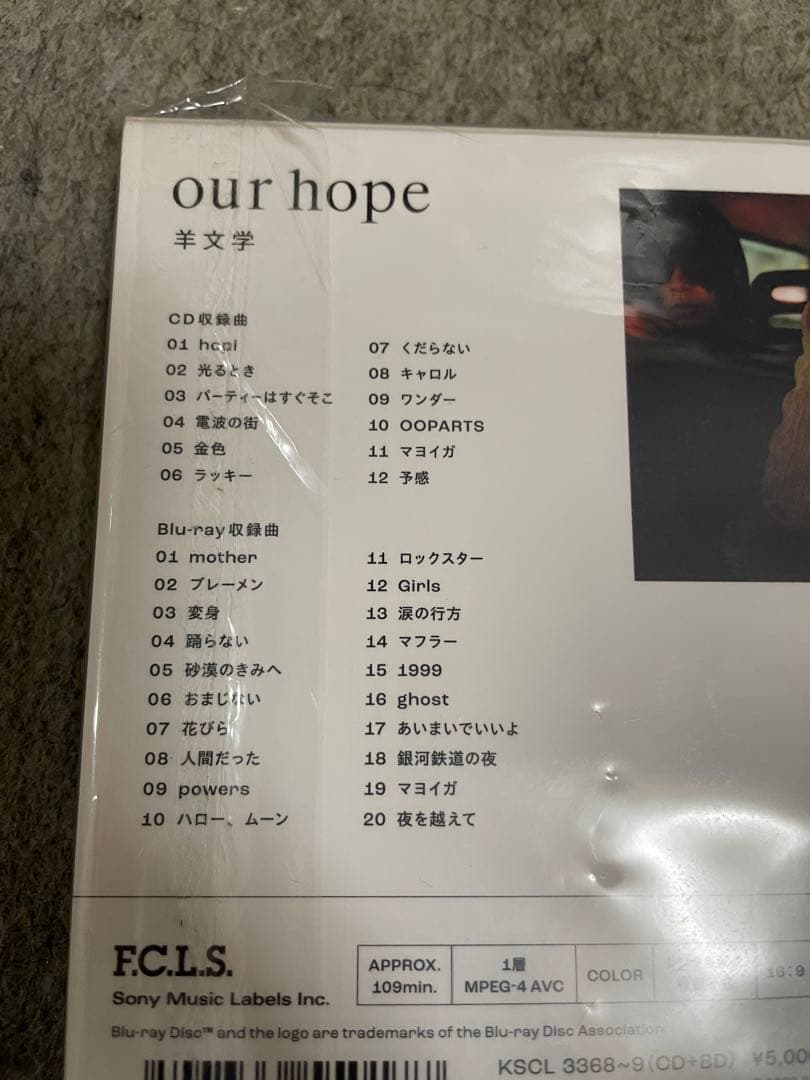 our hope
羊文学
CD収録曲
01 hopi
02 光るとき
03 パーティーはすぐそこ
04 電波の街
05 金色
06 ラッキー
07 くだらない
08 キャロル
09 ワンダー
10 OOPARTS
11 マヨイガ
12 予感
Blu-ray収録曲
01 mother
02 ブレーメン
03 変身
04 踊らない
05 砂漠のきみへ
06 おまじない
07 花びら
08 人間だった
09 powers
10 ハロー、ムーン
11 ロックスター
12 Girls
13 涙の行方
14 マフラー
15 1999
16 ghost
17 あいまいでいいよ
18 銀河鉄道の夜
19 マヨイガ
20 夜を越えて
F.C.L.S.
Sony Music Labels Inc.
APPROX.
109min.
1層
MPEG-4 AVC
COLOR
16:9
Blu-ray Disc™ and the logo are trademarks of the Blu-ray Disc Association
KSCL 3368~9(CD+BD) ¥5,00